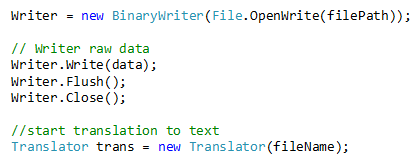 Writer = new BinaryWriter(File.OpenWrite(filePath));
// Writer raw data
Writer.Write(data);
Writer.Flush();
Writer.Close();
//start translation to text
Translator trans = new Translator(fileName);